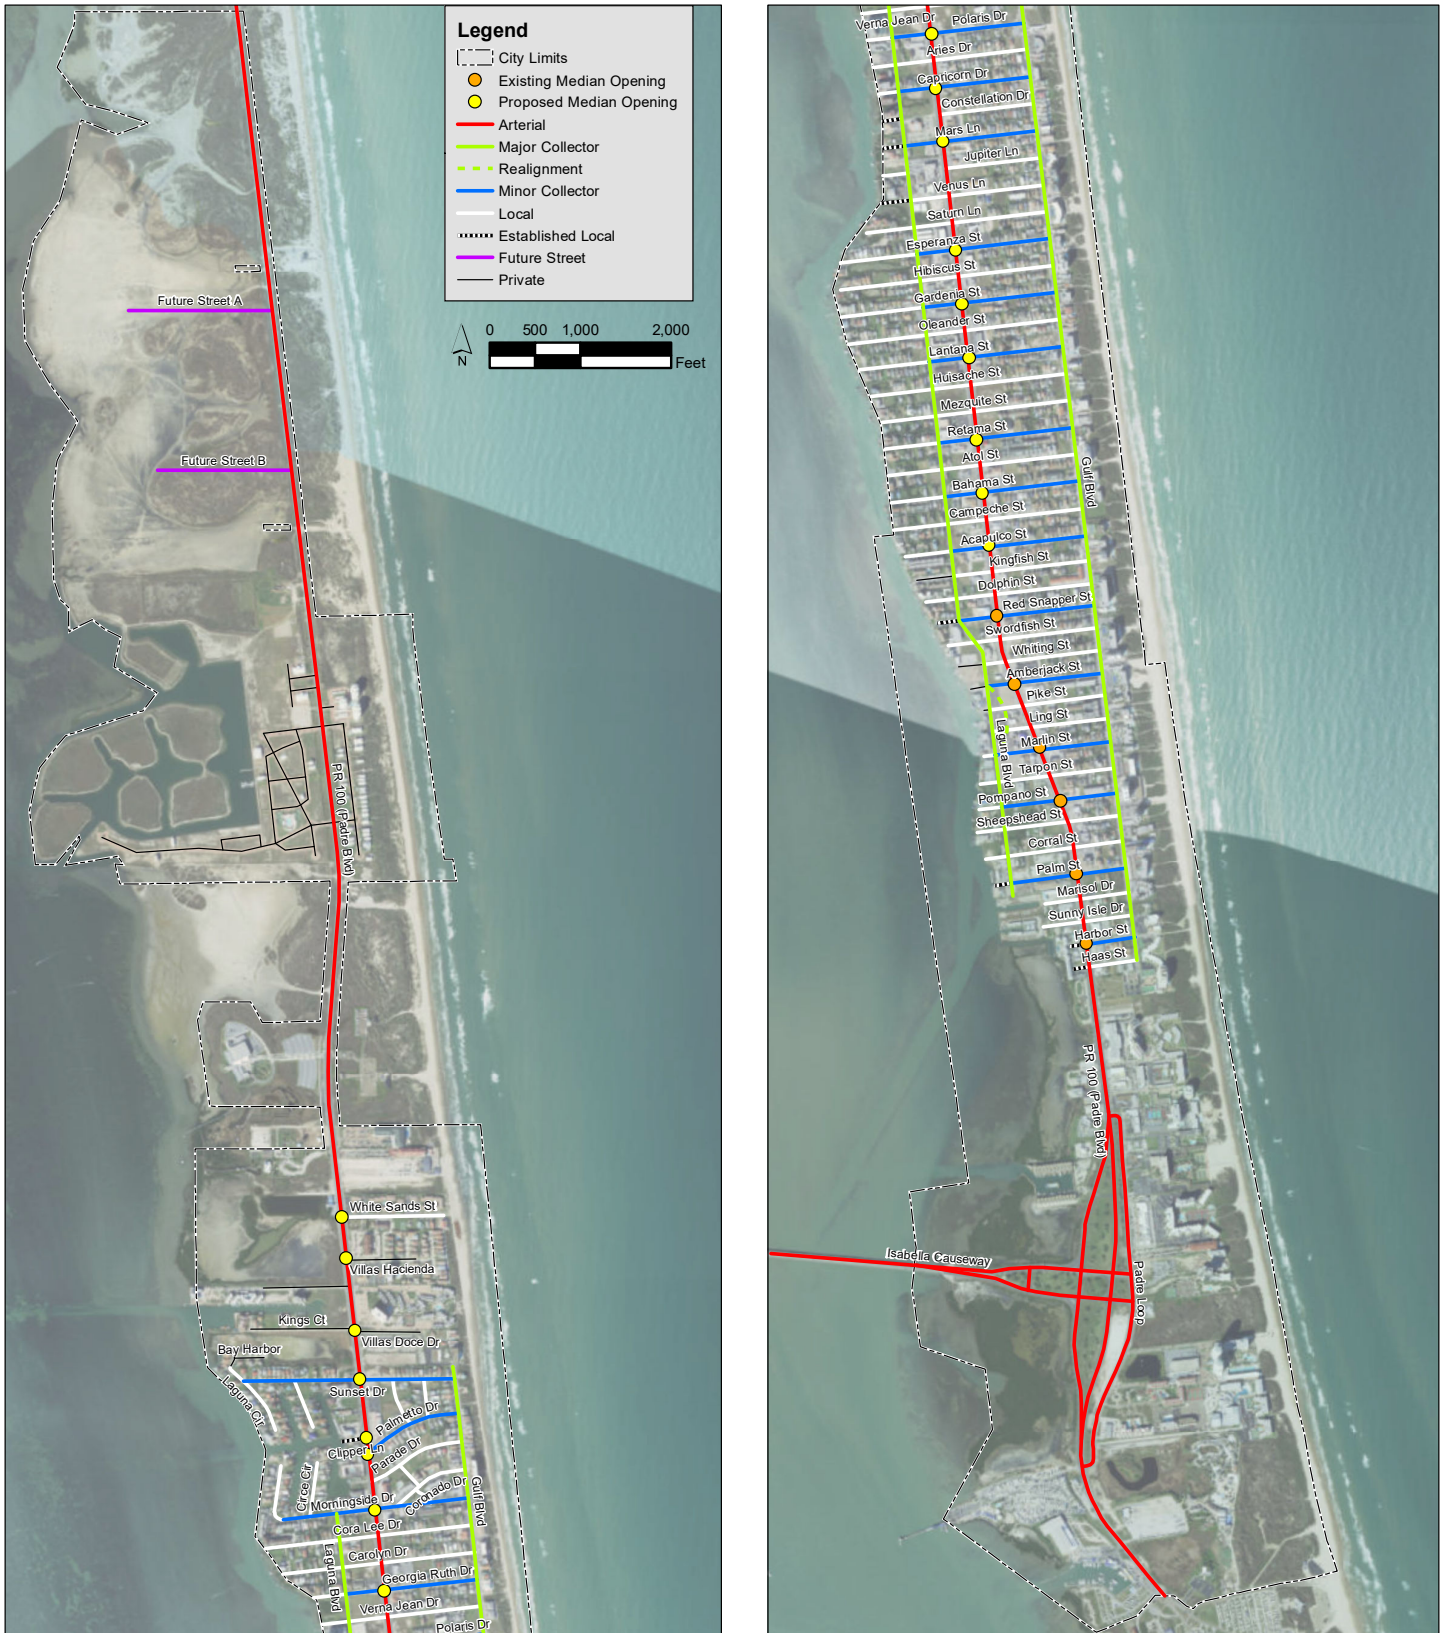 Legend
City Limits
Existing Median Opening
Proposed Median Opening
Arterial
Major Collector
Realignment
Minor Collector
Local
Established Local
Future Street
Private
N
0 500 1,000 2,000
Feet
Future Street A
Future Street B
PR 100 (Padre Blvd)
White Sands St
Villas Hacienda
Kings Ct
Villas Doce Dr
Bay Harbor
Laguna Cir
Sunset Dr
Palmetto Dr
Clipper Ln
Parade Dr
Circe Cir
Coronado Dr
Morningside Dr
Gulf Blvd
Cora Lee Dr
Carolyn Dr
Laguna Blvd
Georgia Ruth Dr
Verna Jean Dr
Polaris Dr
Verna Jean Dr
Polaris Dr
Aries Dr
Capricorn Dr
Constellation Dr
Mars Ln
Jupiter Ln
Venus Ln
Saturn Ln
Esperanza St
Hibiscus St
Gardenia St
Oleander St
Lantana St
Huisache St
Mezquite St
Retama St
Atol St
Gulf Blvd
Bahama St
Campeche St
Acapulco St
Kingfish St
Dolphin St
Red Snapper St
Swordfish St
Whiting St
Amberjack St
Pike St
Ling St
Laguna Blvd
Marlin St
Tarpon St
Pompano St
Sheepshead St
Corral St
Palm St
Marisol Dr
Sunny Isle Dr
Harbor St
Haas St
PR 100 (Padre Blvd)
Isabella Causeway
Padre Loop